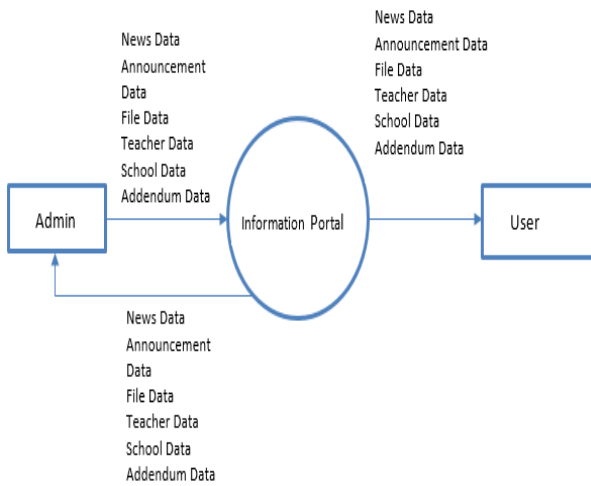 News Data
Announcement
Data
File Data
Teacher Data
School Data
Addendum Data
News Data
Announcement Data
File Data
Teacher Data
School Data
Addendum Data
Admin
Information Portal
User
News Data
Announcement
Data
File Data
Teacher Data
School Data
Addendum Data